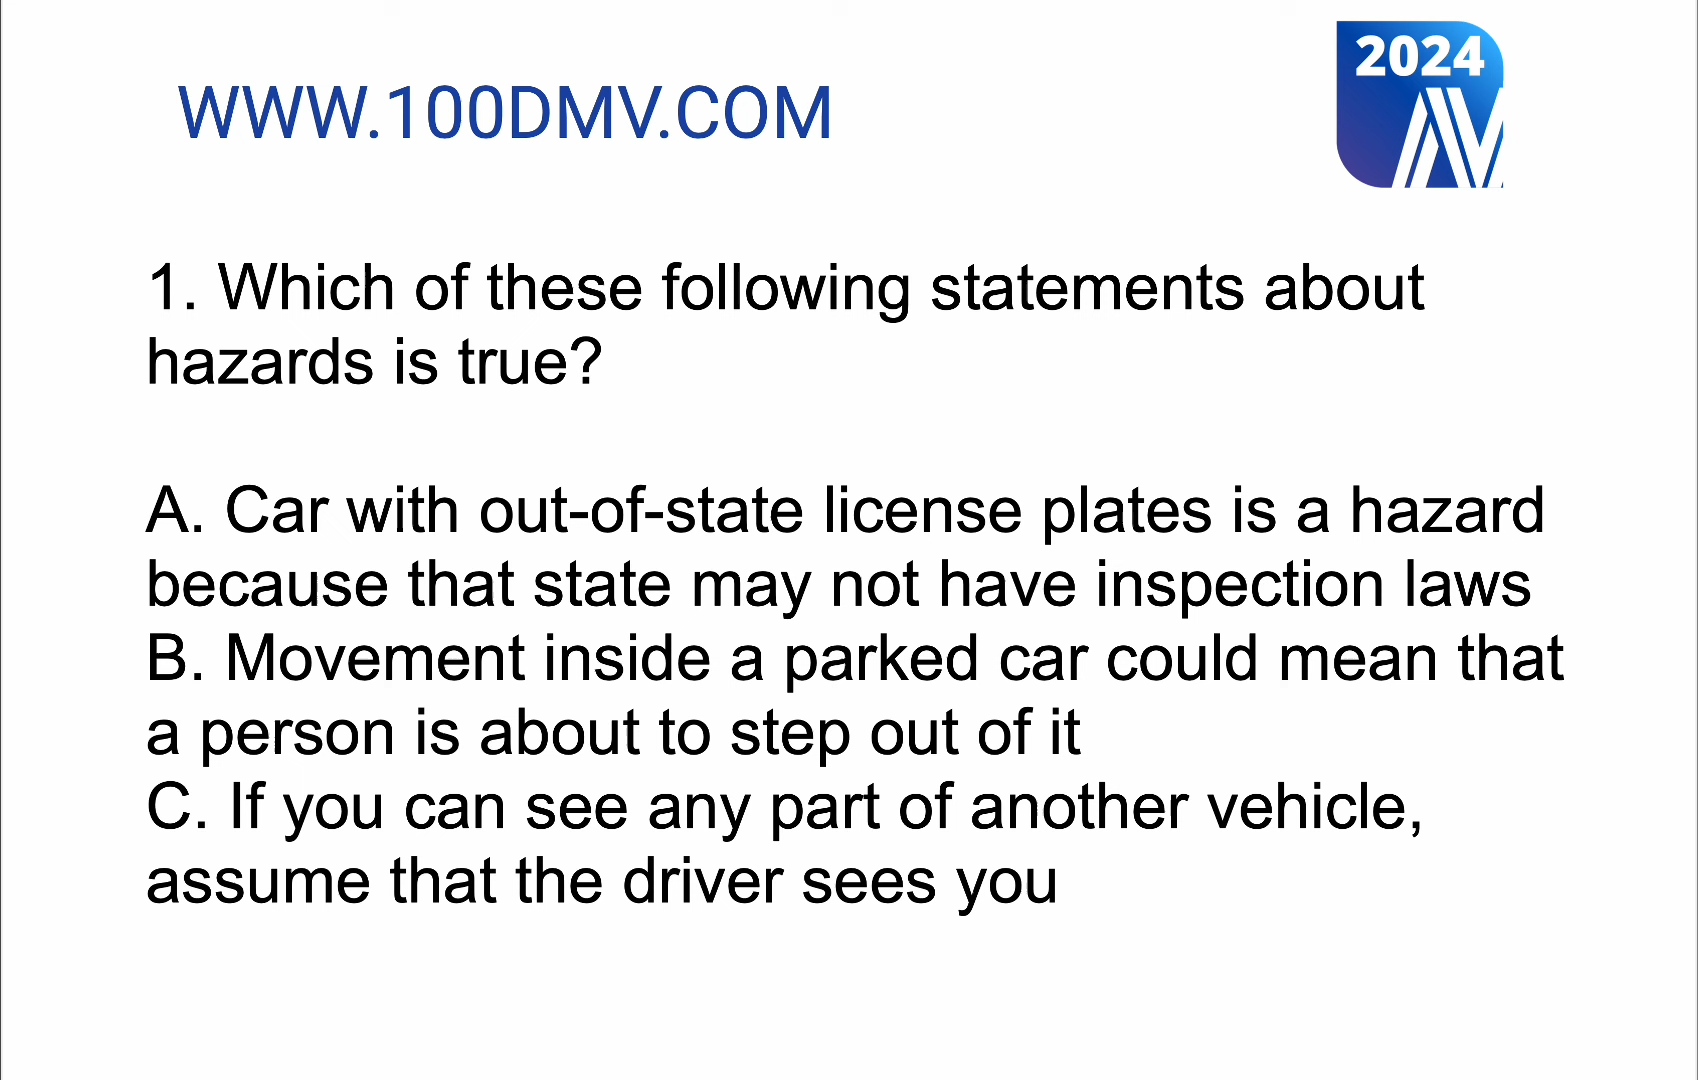 WWW.100DMV.COM
2024
1. Which of these following statements about
hazards is true?
A. Car with out-of-state license plates is a hazard
because that state may not have inspection laws
B. Movement inside a parked car could mean that
a person is about to step out of it
C. If you can see any part of another vehicle,
assume that the driver sees you